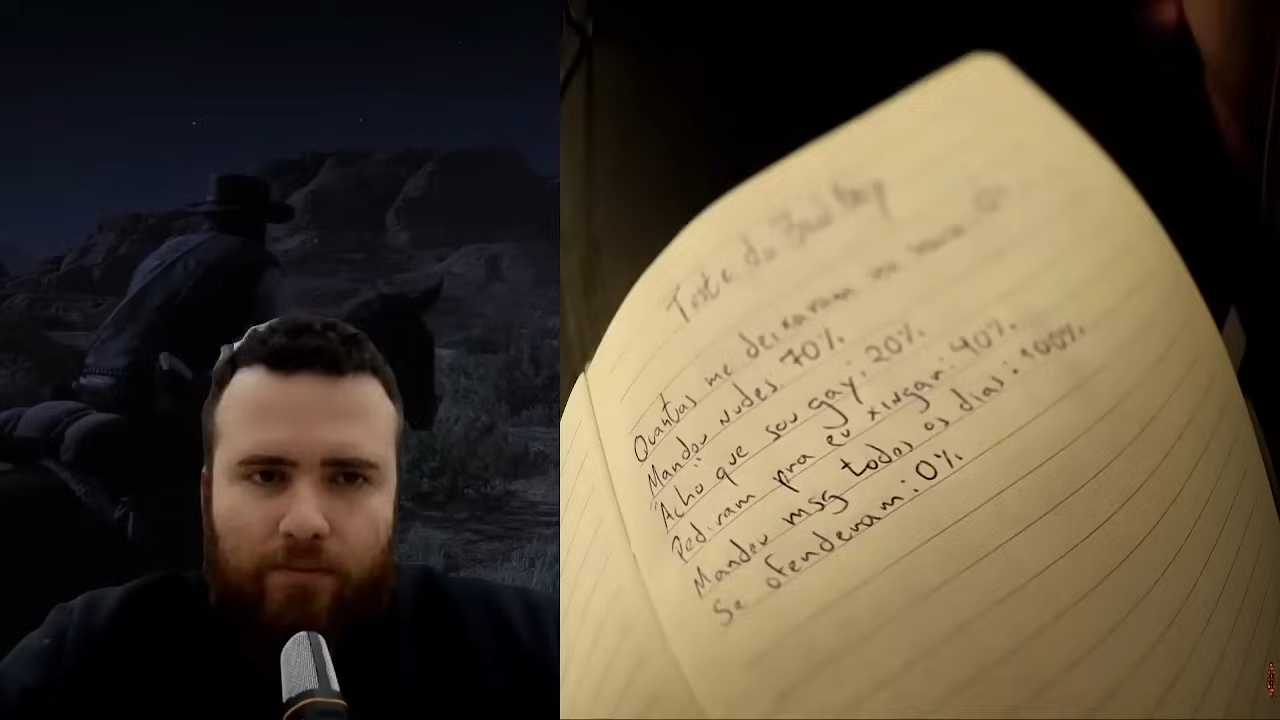 Teste do Bad Boy
Quantas me deixaram no
Mandou nudes 70%.
"Acho que sou gay: 20%.
Pediram pra eu xingar: 40%.
Mandou msg todos os dias: 100%.
Se ofenderam: 0%.